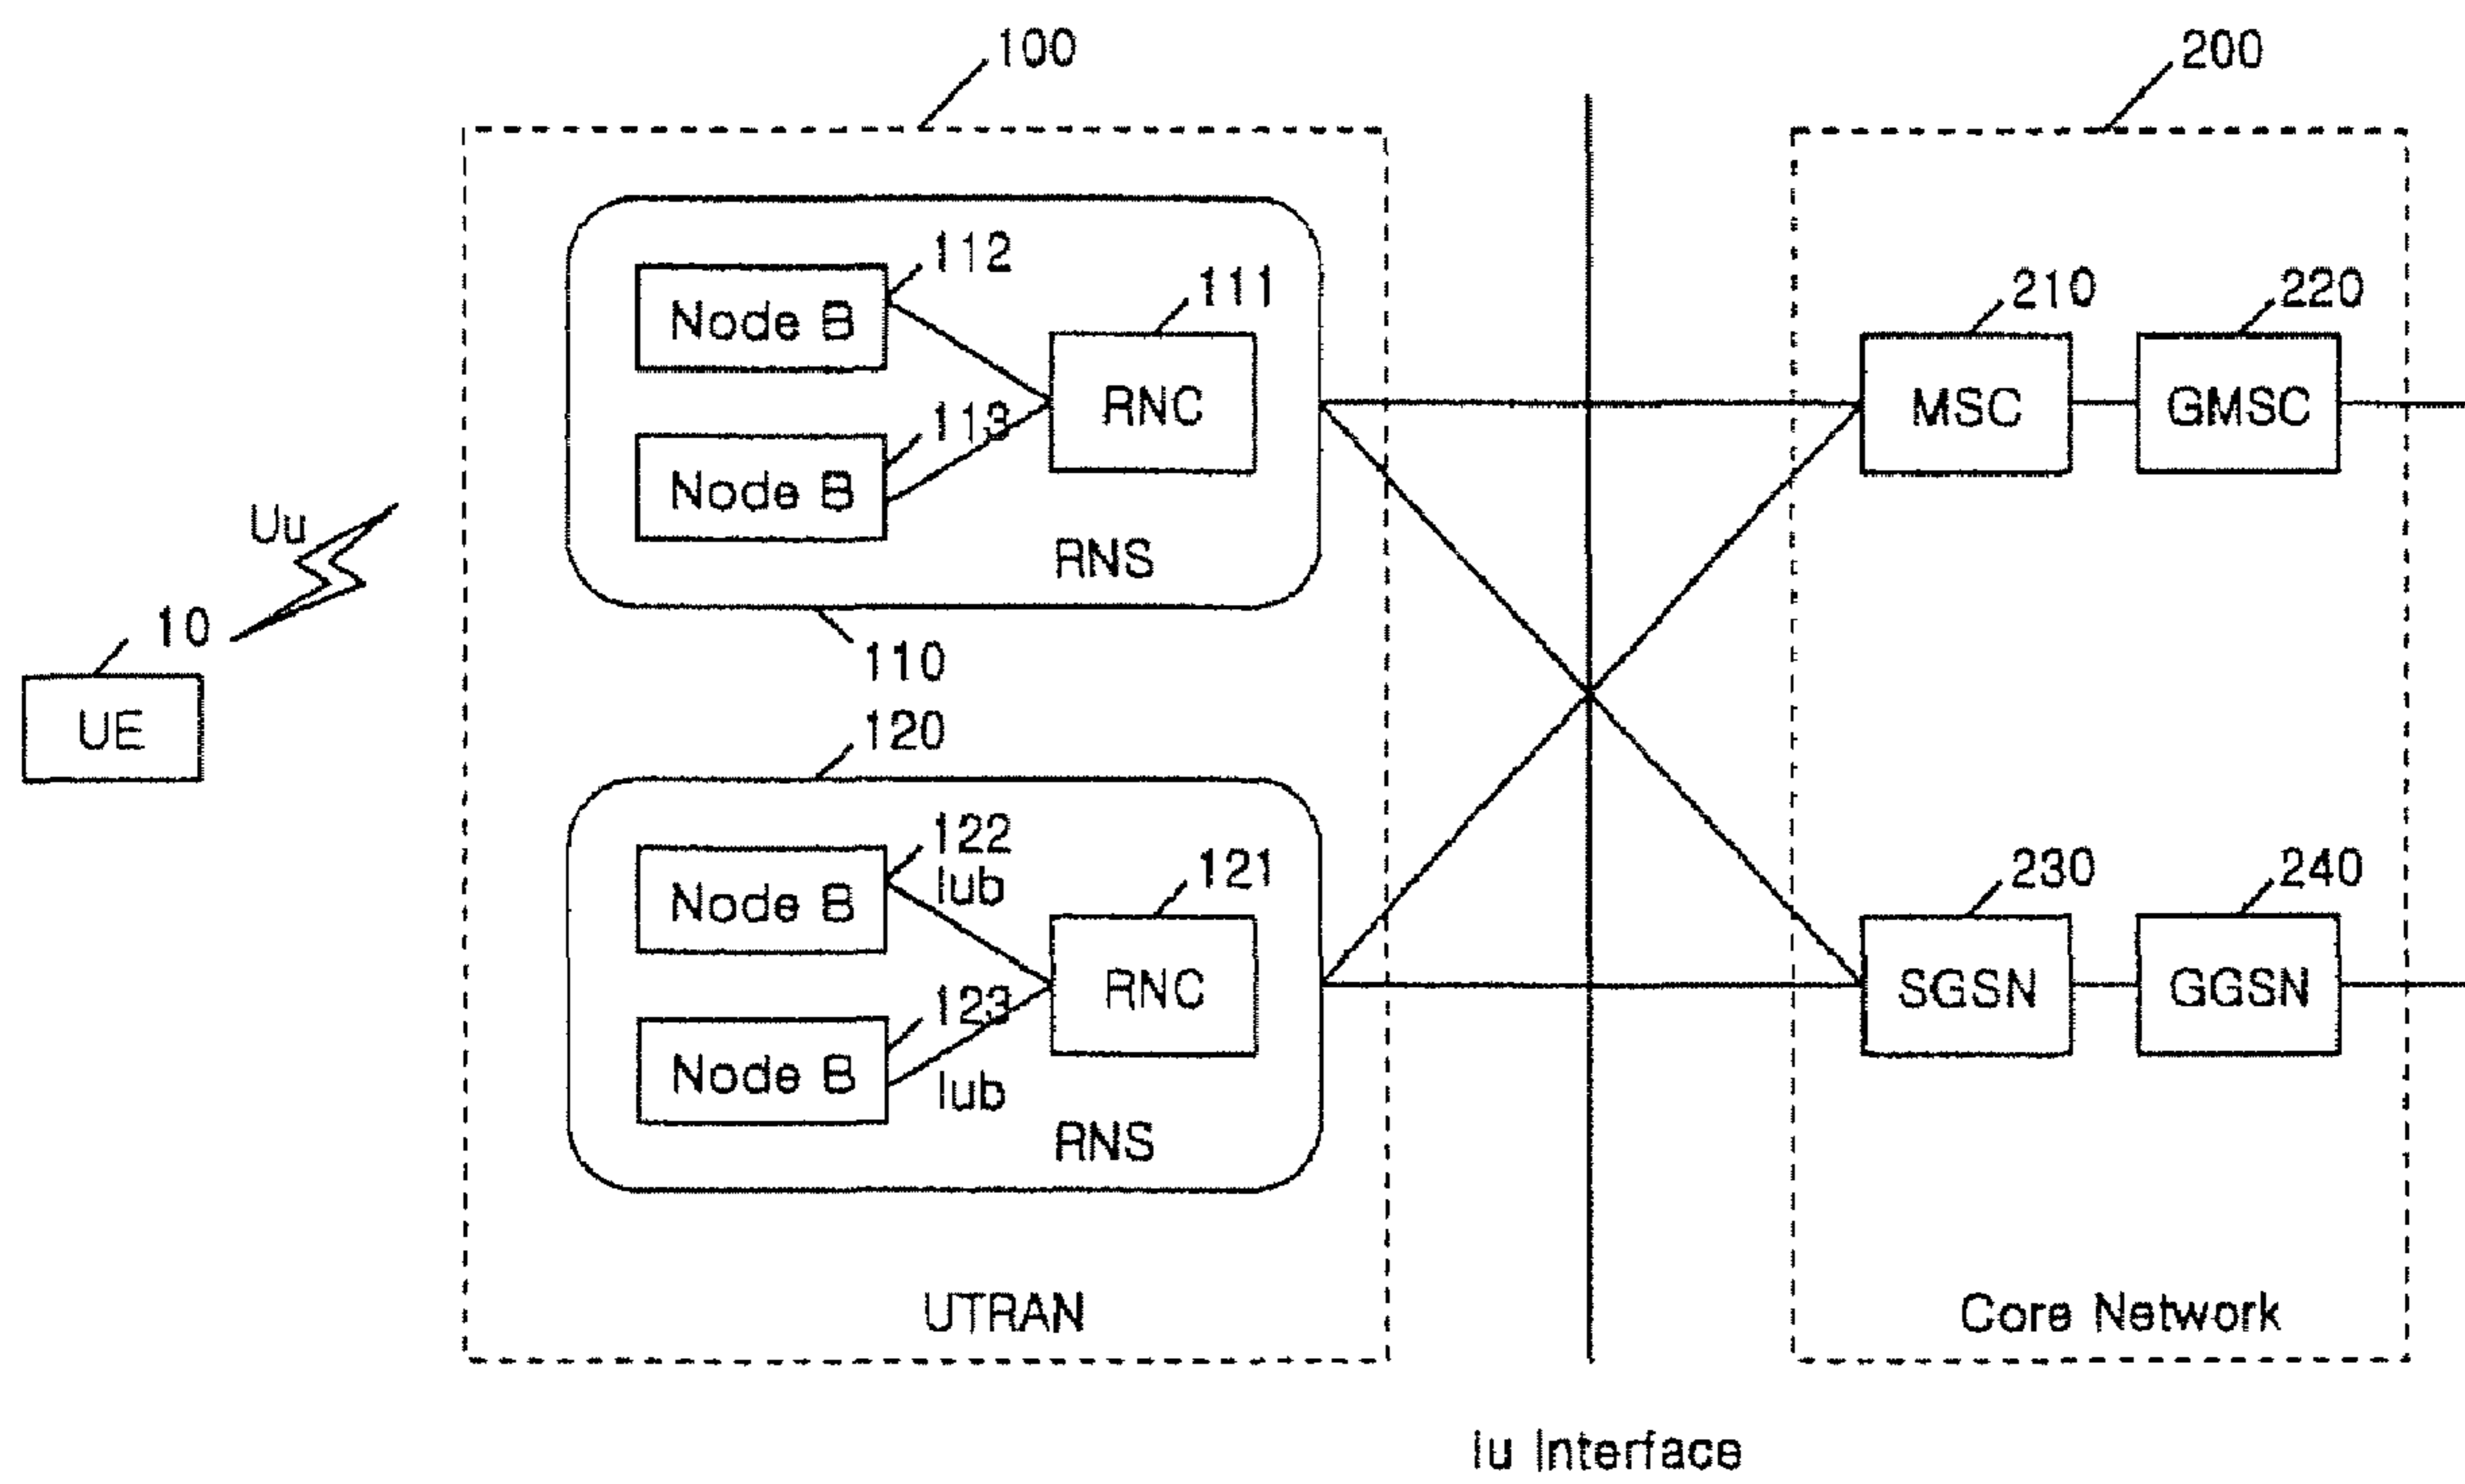 100
200
112
Node B
111
RNC
113
Node B
RNS
110
210
MSC
220
GMSC
Uu
10
UE
120
122
Node B
Iub
121
RNC
123
Node B
Iub
RNS
230
SGSN
240
GGSN
UTRAN
Core Network
Iu Interface